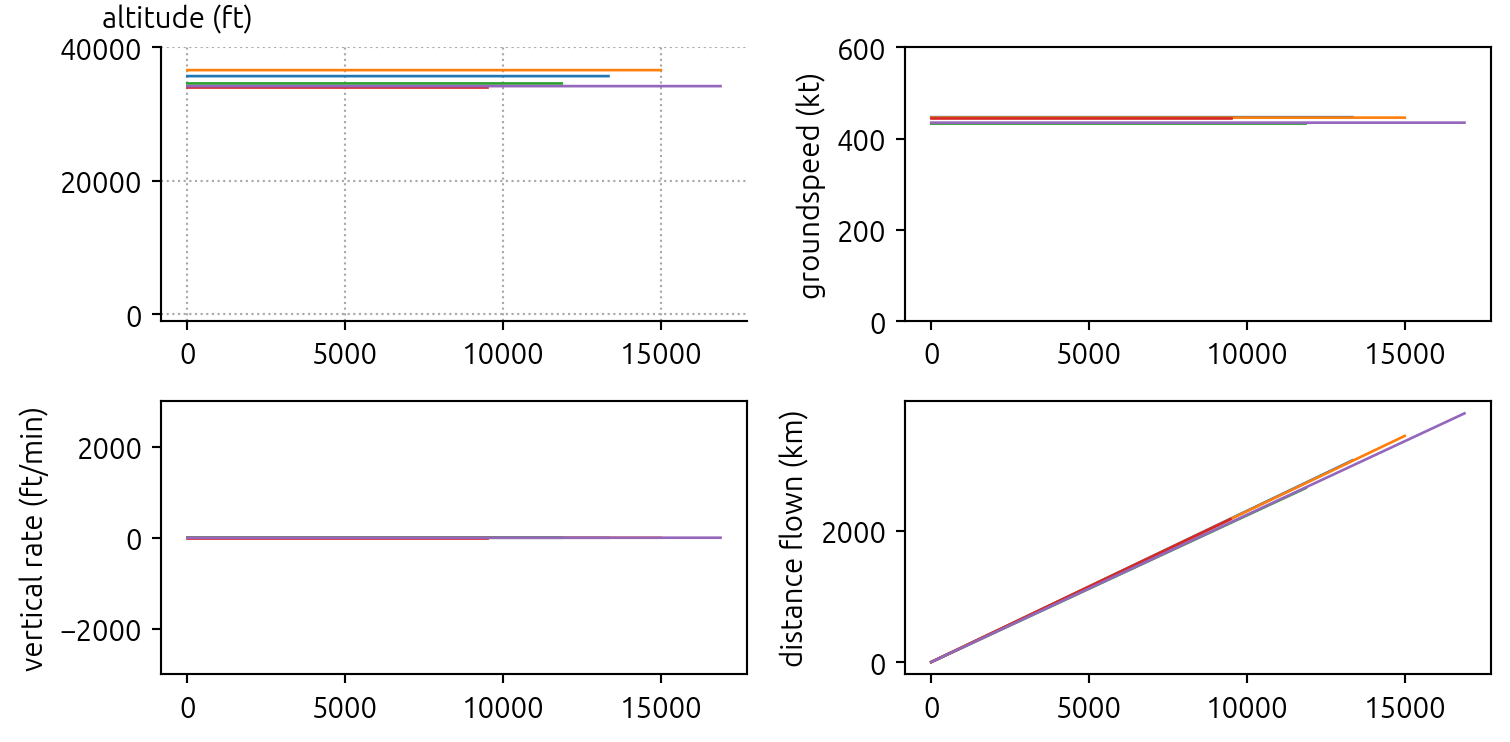 altitude (ft)
40000
20000
0
0 5000 10000 15000
groundspeed (kt)
600
400
200
0
0 5000 10000 15000
vertical rate (ft/min)
2000
0
−2000
0 5000 10000 15000
distance flown (km)
2000
0
0 5000 10000 15000